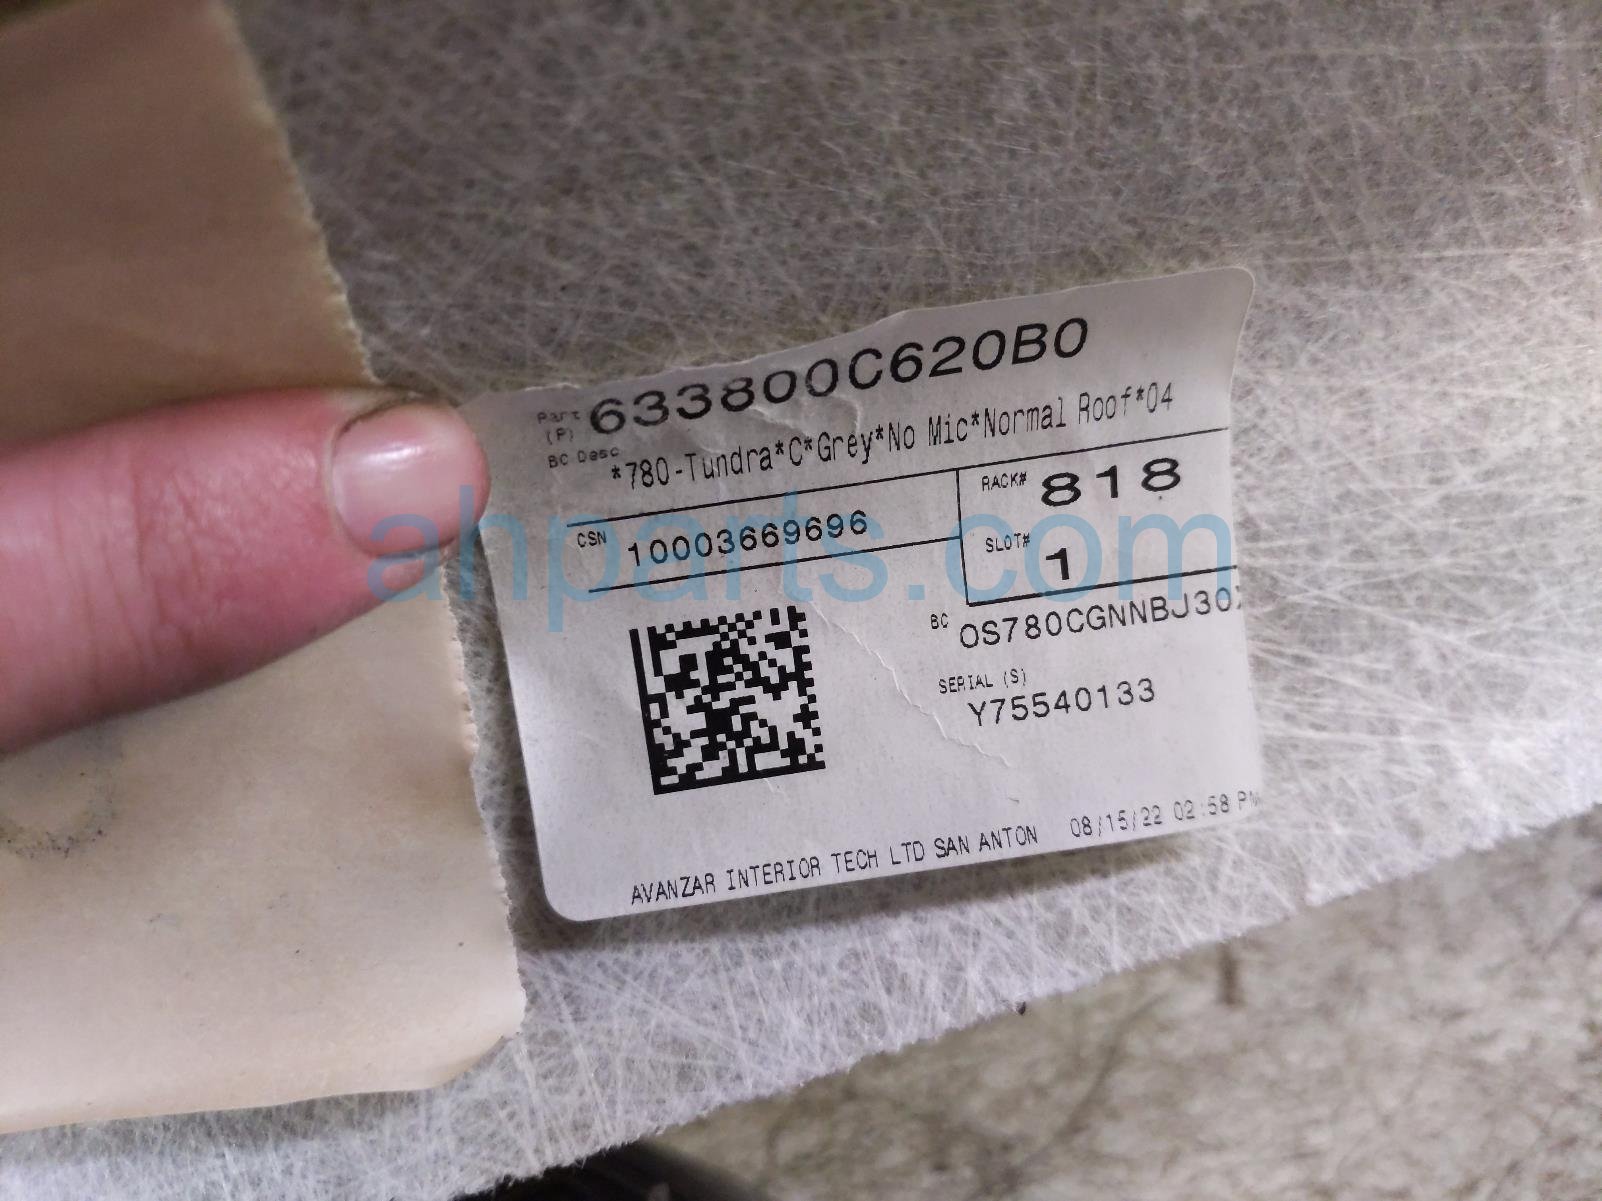 Part (P) 633800C620B0
BC Desc *780-Tundra*C*Grey*No Mic*Normal Roof*04
CSN 10003669696
RACK# 818
SLOT# 1
BC OS780CGNNBJ30
SERIAL (S)
Y75540133
AVANZAR INTERIOR TECH LTD SAN ANTON 08/15/22 02:58 PM
ahparts.com